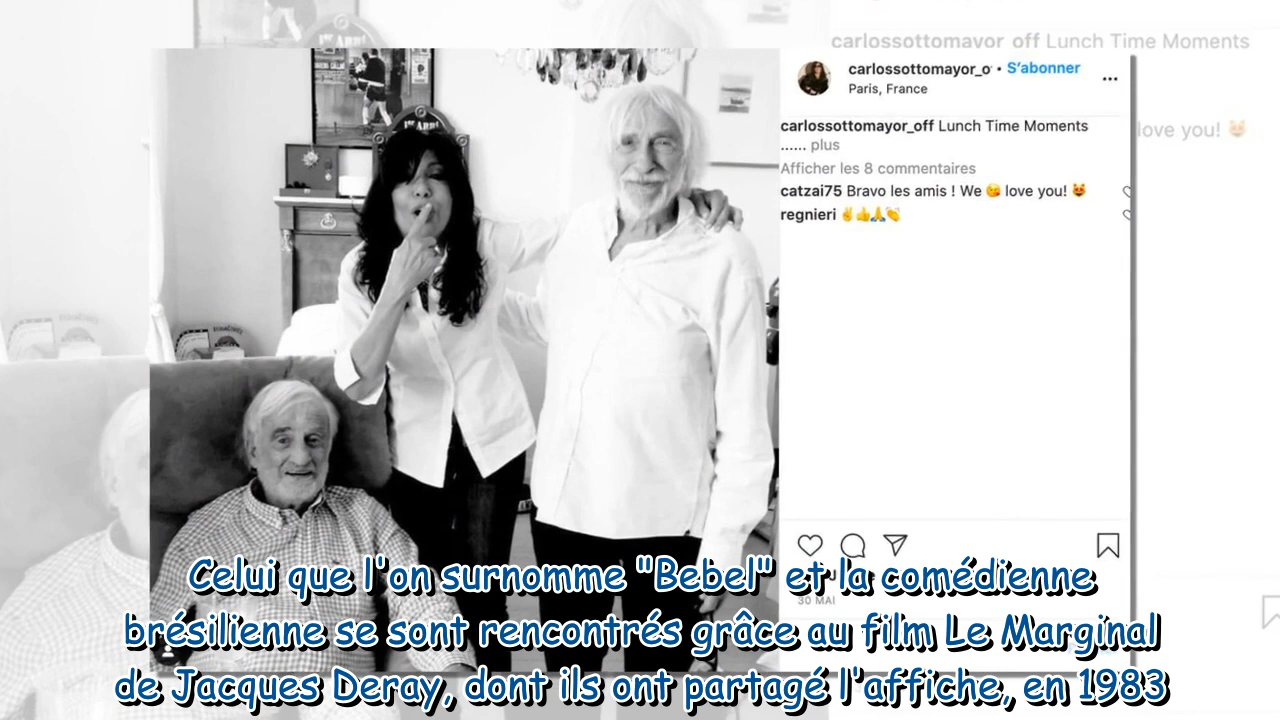 carlossottomayor_off Lunch Time Moments
carlossottomayor_o • S'abonner
Paris, France
carlossottomayor_off Lunch Time Moments
...... plus
Afficher les 8 commentaires
catzai75 Bravo les amis ! We 😘 love you! 😻
love you! 😻
regnieri ✌👍🙏👏
30 MAI
Celui que l'on surnomme "Bebel" et la comédienne
brésilienne se sont rencontrés grâce au film Le Marginal
de Jacques Deray, dont ils ont partagé l'affiche, en 1983